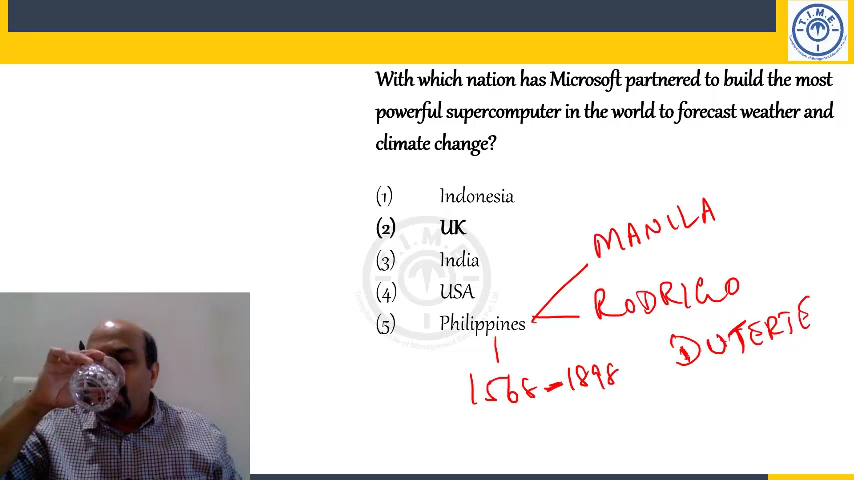 T.I.M.E.
With which nation has Microsoft partnered to build the most
powerful supercomputer in the world to forecast weather and
climate change?
(1) Indonesia
(2) UK
(3) India
(4) USA
(5) Philippines
MANILA
RODRIGO
DUTERTE
1568-1898